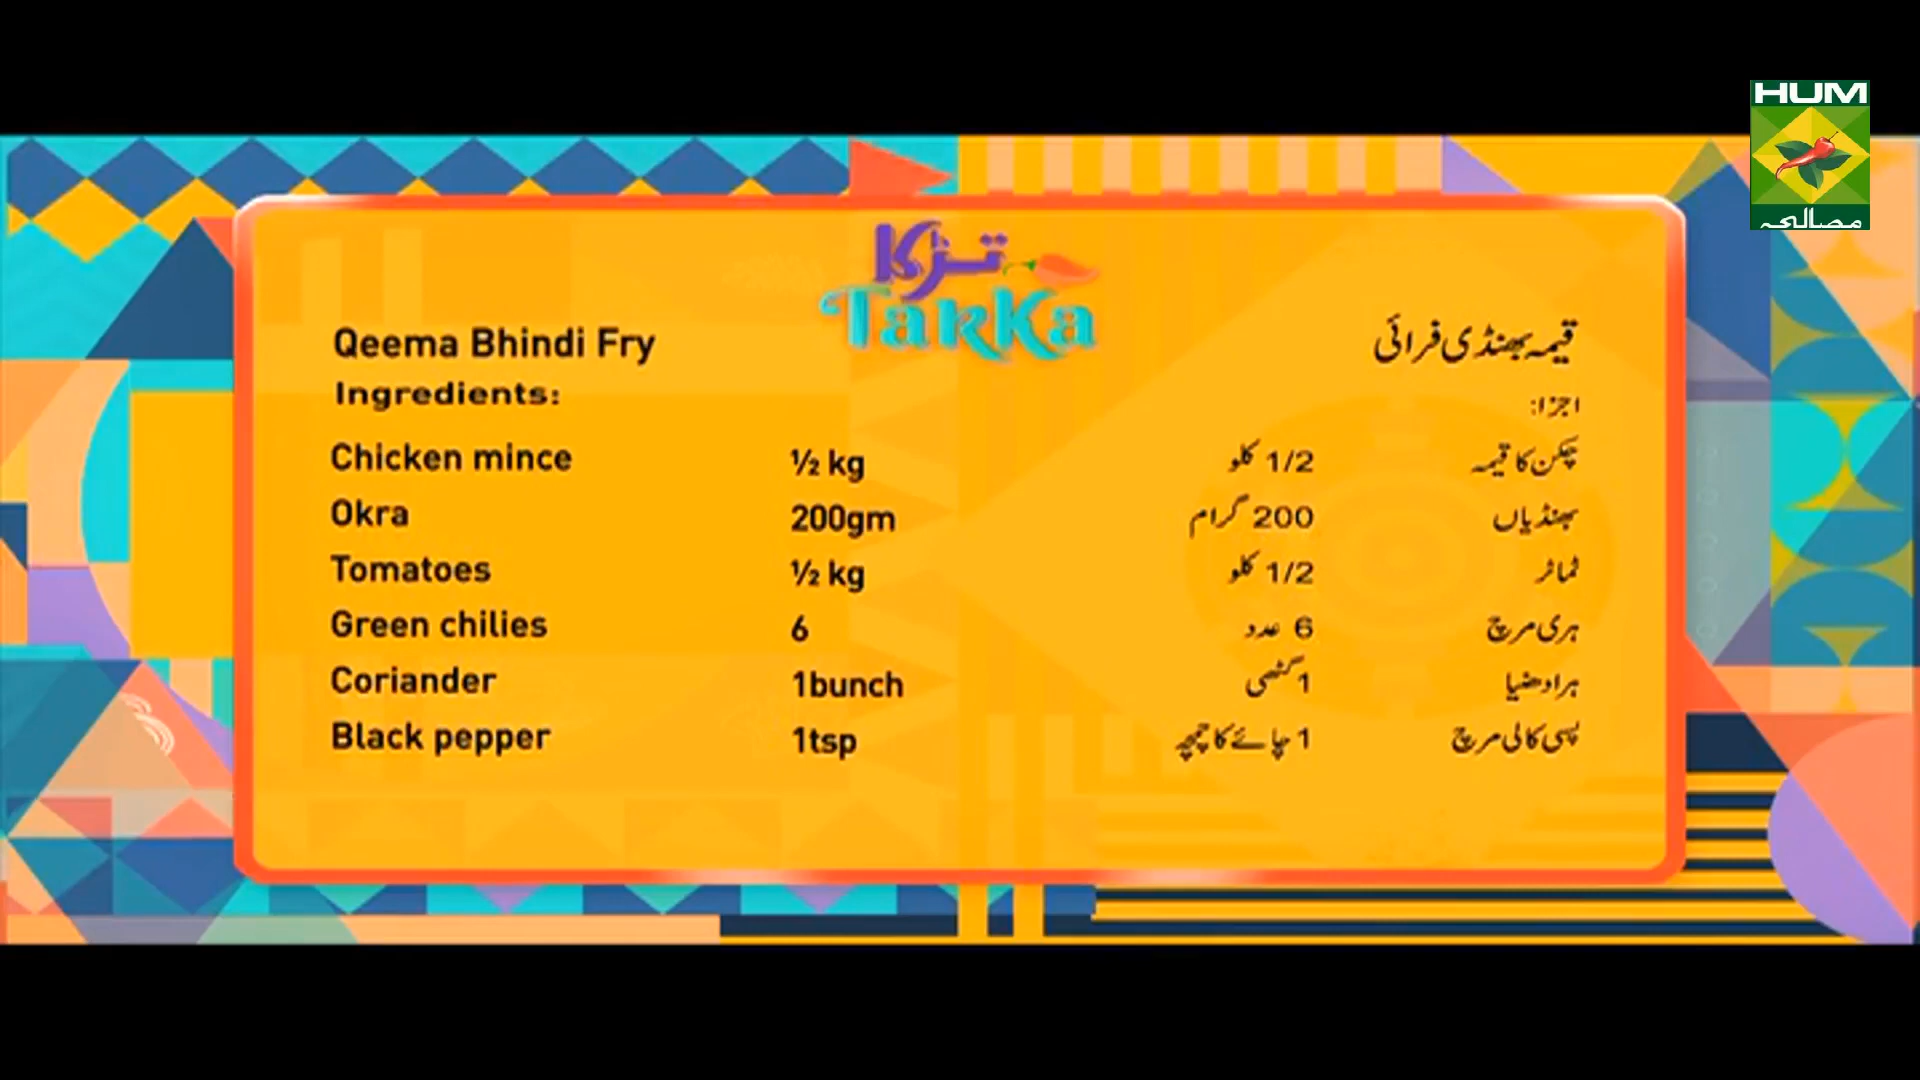 HUM
مصالحہ
تڑکا
Tarka
Qeema Bhindi Fry
قیمہ بھنڈی فرائی
Ingredients:
اجزا:
Chicken mince ½ kg
چکن کا قیمہ 1/2 کلو
Okra 200gm
بھنڈیاں 200 گرام
Tomatoes ½ kg
ٹماٹر 1/2 کلو
Green chilies 6
ہری مرچ 6 عدد
Coriander 1bunch
ہرا دھنیا 1 گٹھی
Black pepper 1tsp
پسی کالی مرچ 1 چائے کا چمچہ